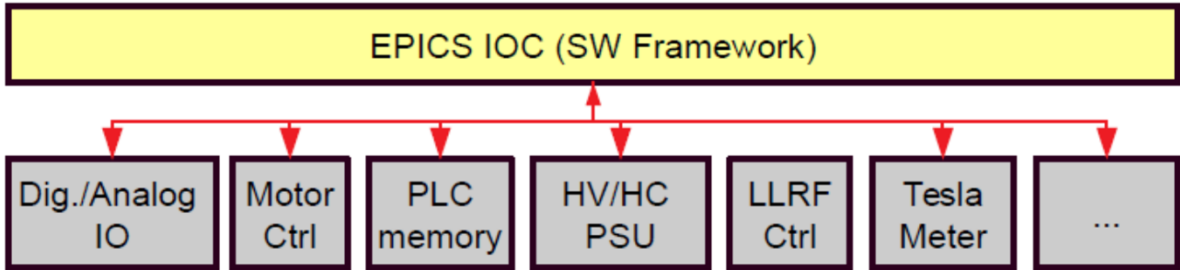 EPICS IOC (SW Framework)
Dig./Analog
IO
Motor
Ctrl
PLC
memory
HV/HC
PSU
LLRF
Ctrl
Tesla
Meter
...